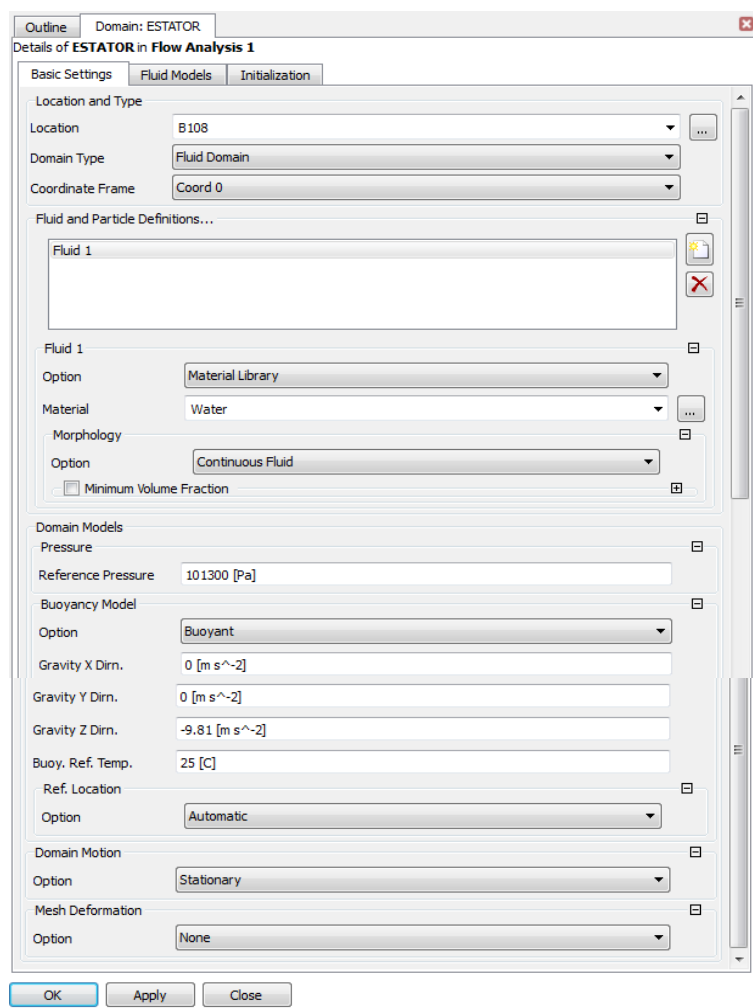 Outline Domain: ESTATOR
Details of ESTATOR in Flow Analysis 1
Basic Settings Fluid Models Initialization
Location and Type
Location B108 ...
Domain Type Fluid Domain
Coordinate Frame Coord 0
Fluid and Particle Definitions...
Fluid 1
Fluid 1
Option Material Library
Material Water ...
Morphology
Option Continuous Fluid
Minimum Volume Fraction
Domain Models
Pressure
Reference Pressure 101300 [Pa]
Buoyancy Model
Option Buoyant
Gravity X Dirn. 0 [m s^-2]
Gravity Y Dirn. 0 [m s^-2]
Gravity Z Dirn. -9.81 [m s^-2]
Buoy. Ref. Temp. 25 [C]
Ref. Location
Option Automatic
Domain Motion
Option Stationary
Mesh Deformation
Option None
OK Apply Close